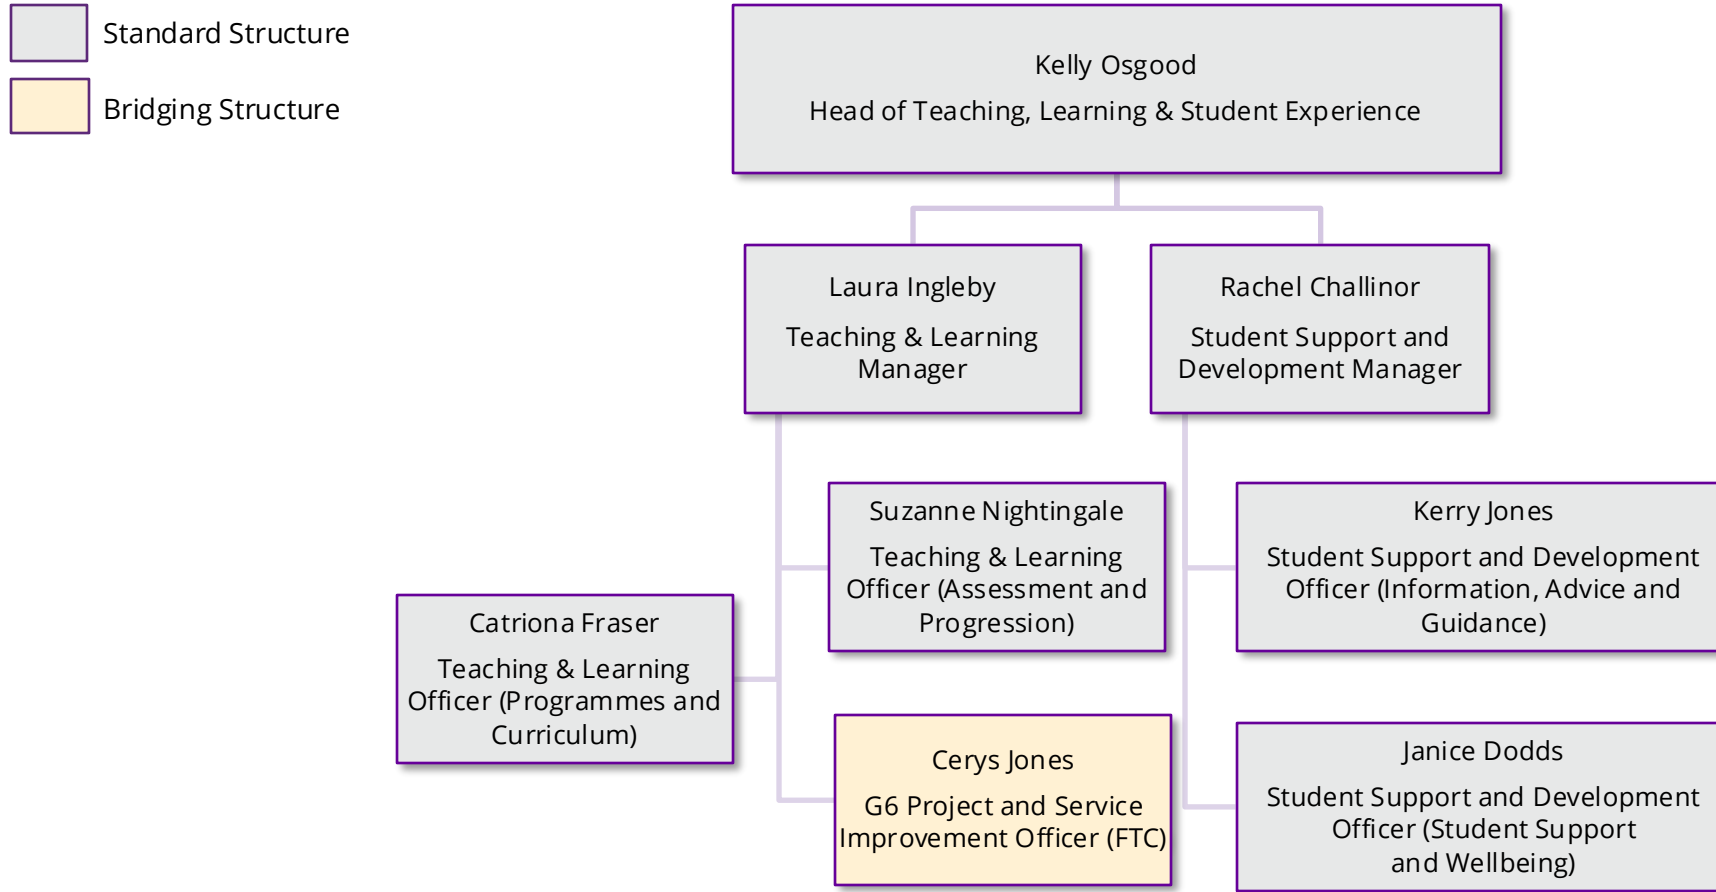 Standard Structure
Bridging Structure
Kelly Osgood
Head of Teaching, Learning & Student Experience
Laura Ingleby
Teaching & Learning
Manager
Rachel Challinor
Student Support and
Development Manager
Suzanne Nightingale
Teaching & Learning
Officer (Assessment and
Progression)
Kerry Jones
Student Support and Development
Officer (Information, Advice and
Guidance)
Catriona Fraser
Teaching & Learning
Officer (Programmes and
Curriculum)
Cerys Jones
G6 Project and Service
Improvement Officer (FTC)
Janice Dodds
Student Support and Development
Officer (Student Support
and Wellbeing)